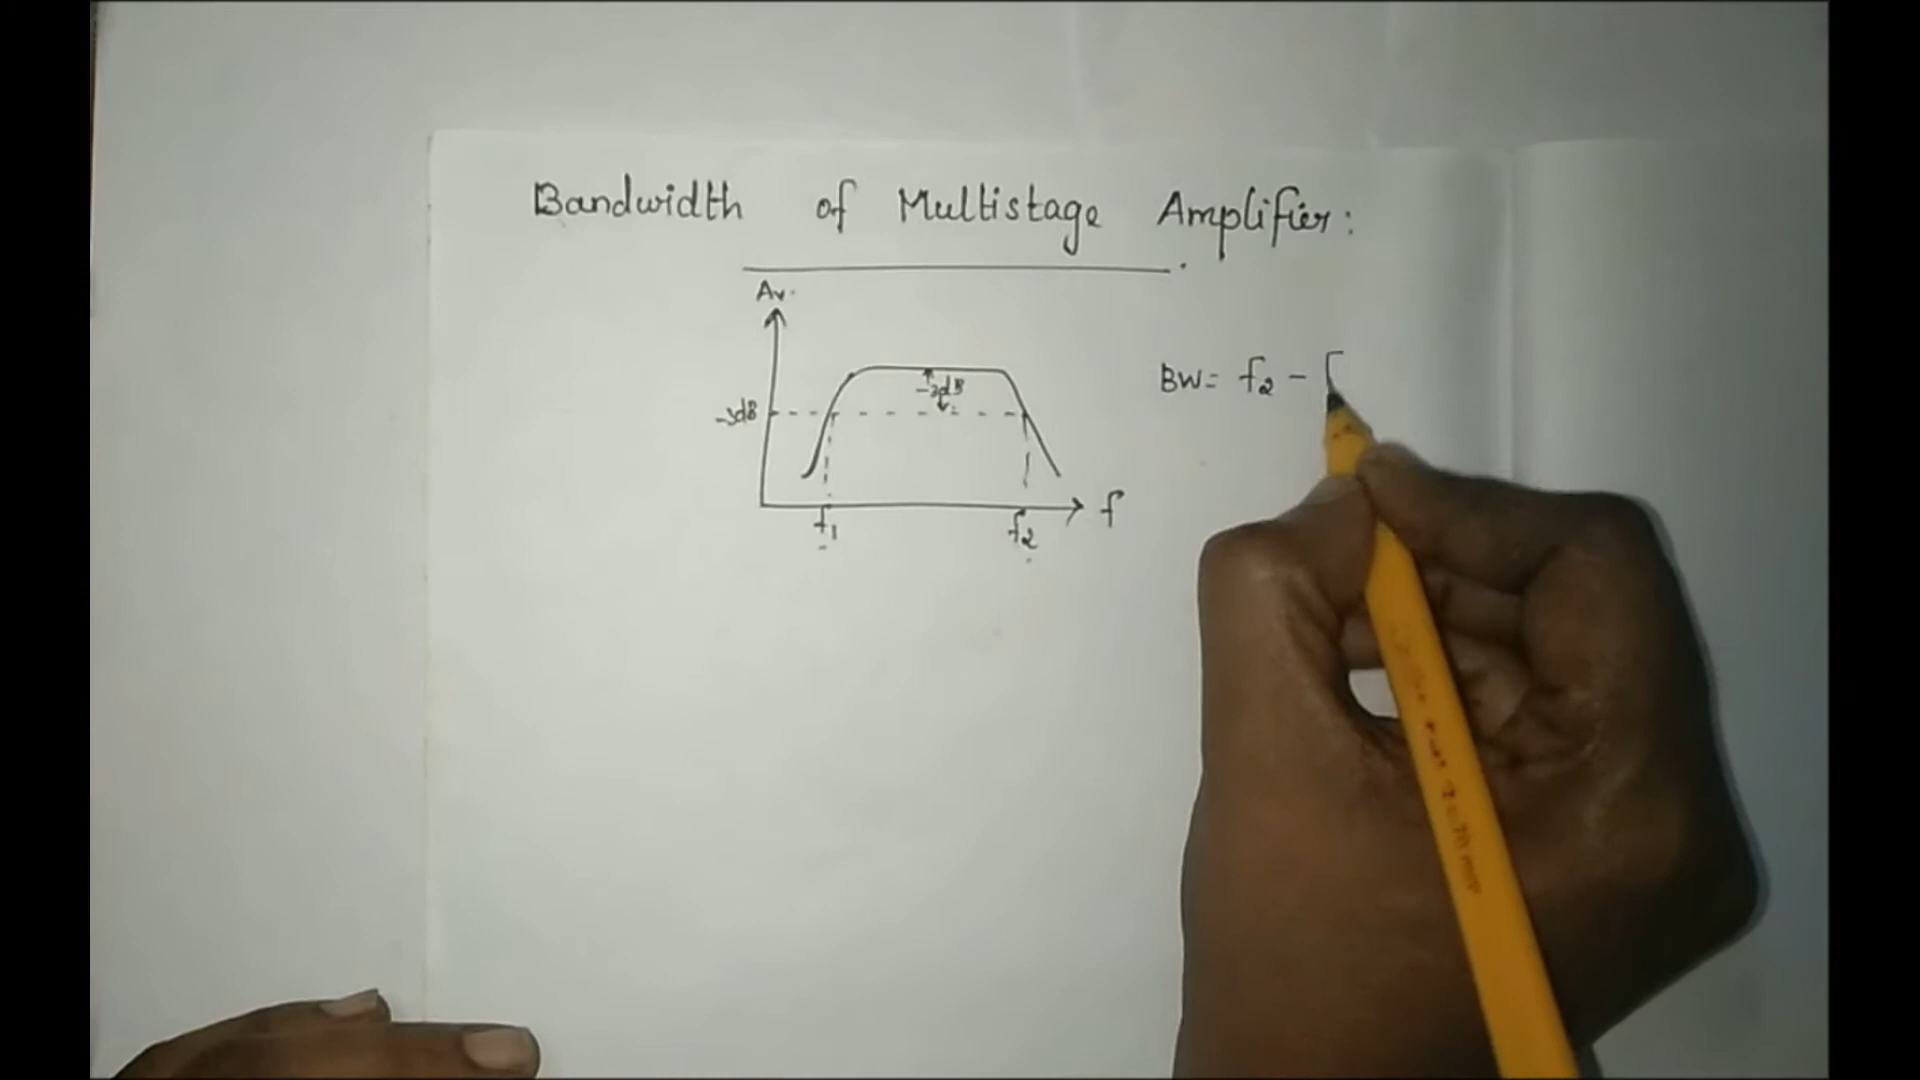 Bandwidth of Multistage Amplifier:
Av
-3dB
-3dB
BW = f2 - f
f
f1
f2